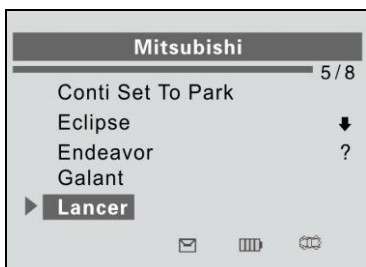 Mitsubishi
5/8
Conti Set To Park
Eclipse
Endeavor ?
Galant
Lancer